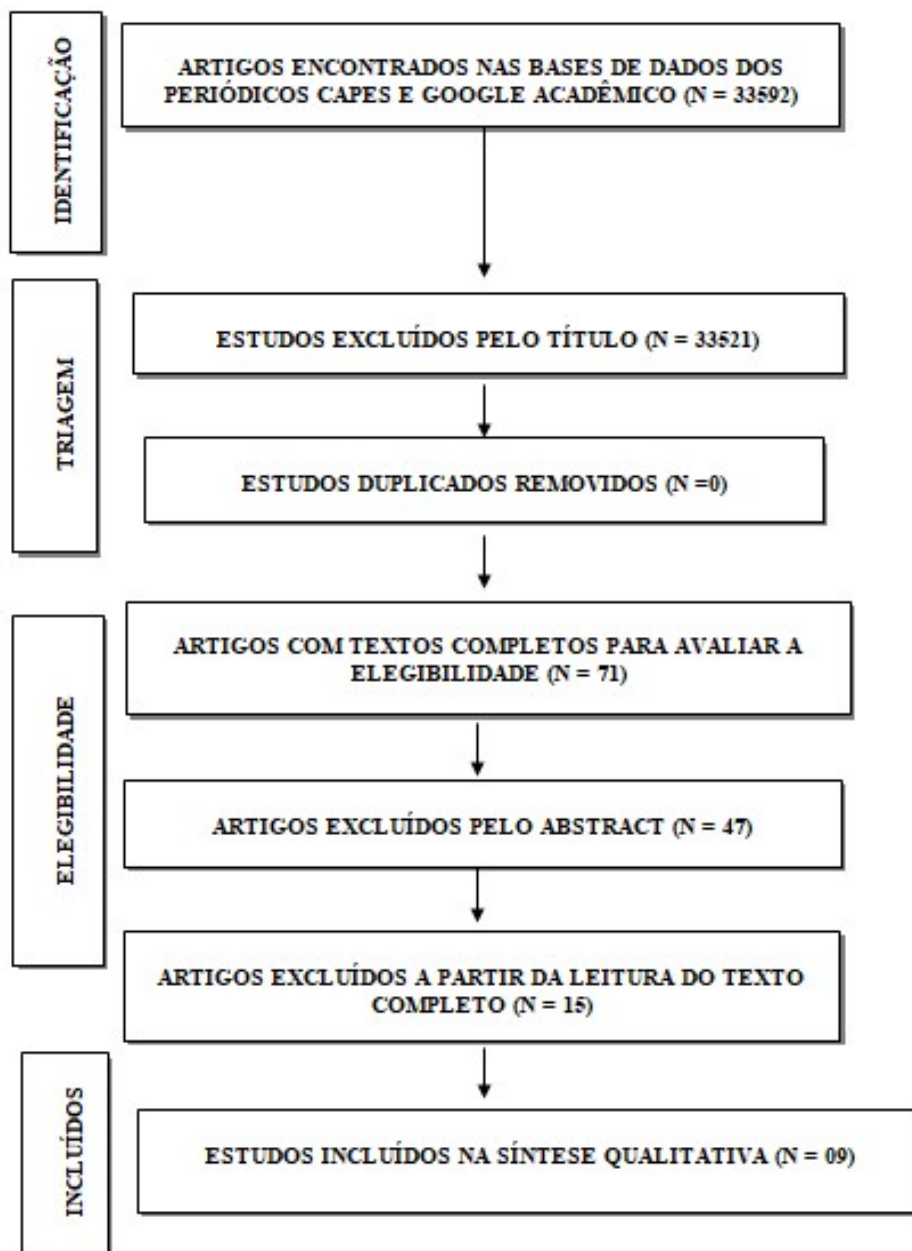 IDENTIFICAÇÃO
ARTIGOS ENCONTRADOS NAS BASES DE DADOS DOS
PERIÓDICOS CAPES E GOOGLE ACADÊMICO (N = 33592)
TRIAGEM
ESTUDOS EXCLUÍDOS PELO TÍTULO (N = 33521)
ESTUDOS DUPLICADOS REMOVIDOS (N =0)
ELEGIBILIDADE
ARTIGOS COM TEXTOS COMPLETOS PARA AVALIAR A
ELEGIBILIDADE (N = 71)
ARTIGOS EXCLUÍDOS PELO ABSTRACT (N = 47)
ARTIGOS EXCLUÍDOS A PARTIR DA LEITURA DO TEXTO
COMPLETO (N = 15)
INCLUÍDOS
ESTUDOS INCLUÍDOS NA SÍNTESE QUALITATIVA (N = 09)